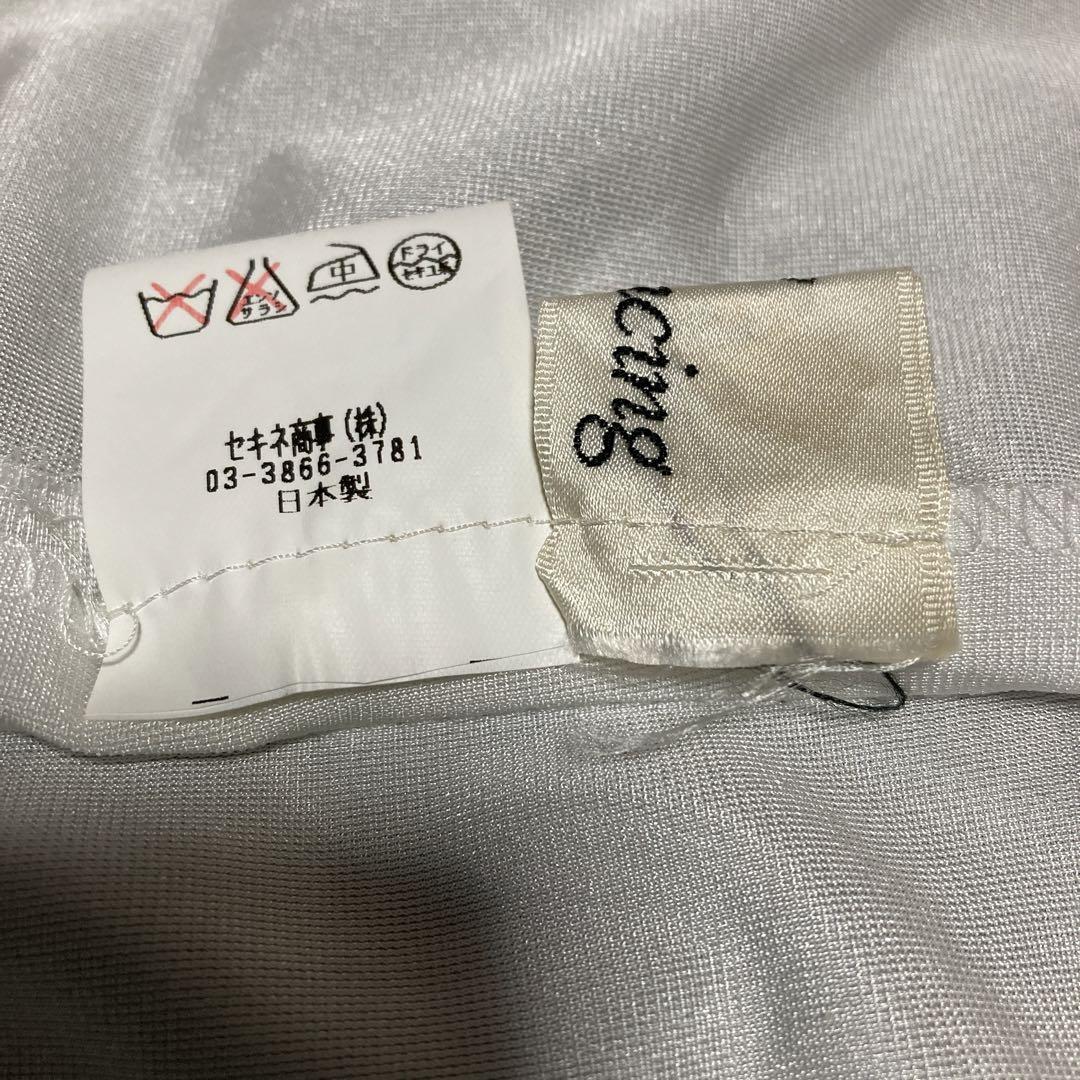 エンソ
サラシ
中
ドライ
セキユ系
セキネ商事(株)
03-3866-3781
日本製
cing